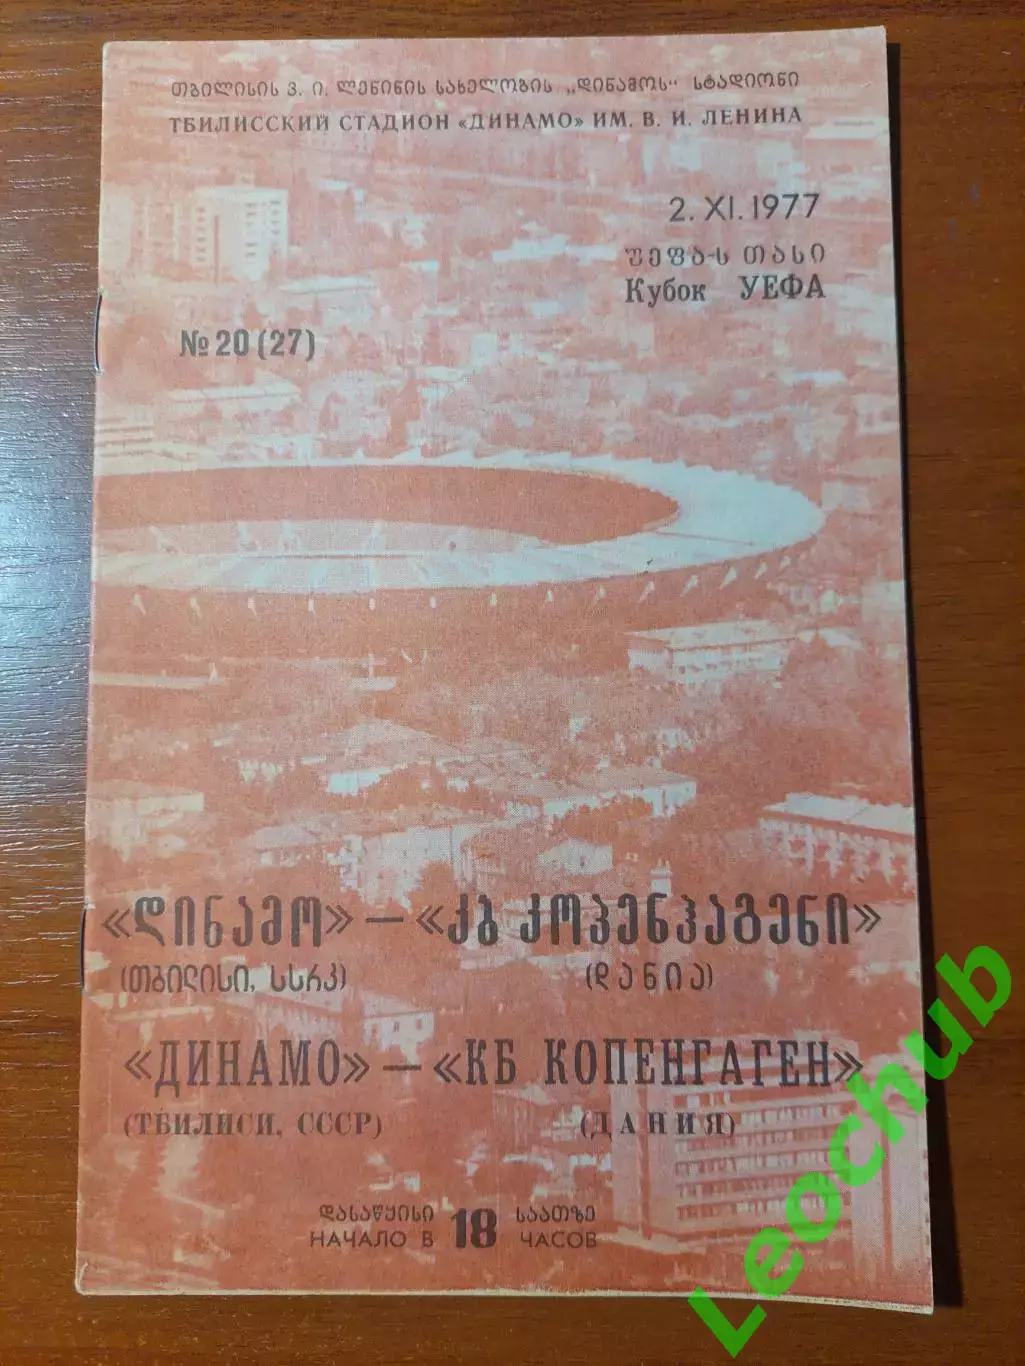 თბილისის ვ. ი. ლენინის სახელობის „დინამოს“ სტადიონი
ТБИЛИССКИЙ СТАДИОН «ДИНАМО» ИМ. В. И. ЛЕНИНА
2. XI. 1977
უეფა-ს თასი
Кубок УЕФА
№ 20 (27)
«დინამო» — «ქბ კოპენჰაგენი»
(თბილისი, სსრკ) (დანია)
«ДИНАМО» — «КБ КОПЕНГАГЕН»
(ТБИЛИСИ, СССР) (ДАНИЯ)
დასაწყისი 18 საათზე
НАЧАЛО В 18 ЧАСОВ
Leochub